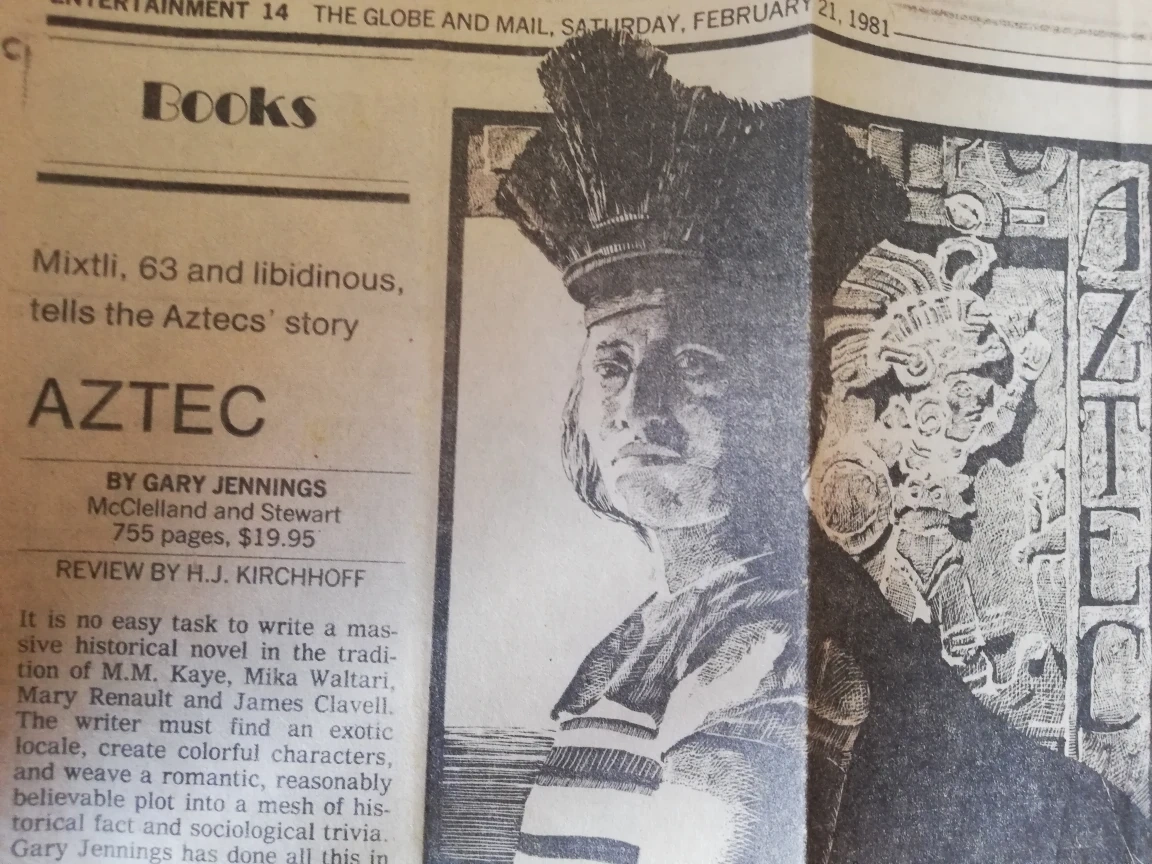 ENTERTAINMENT 14 THE GLOBE AND MAIL, SATURDAY, FEBRUARY 21, 1981
Books
Mixtli, 63 and libidinous,
tells the Aztecs' story
AZTEC
BY GARY JENNINGS
McClelland and Stewart
755 pages, $19.95
REVIEW BY H.J. KIRCHHOFF
It is no easy task to write a mas-
sive historical novel in the tradi-
tion of M.M. Kaye, Mika Waltari,
Mary Renault and James Clavell.
The writer must find an exotic
locale, create colorful characters,
and weave a romantic, reasonably
believable plot into a mesh of his-
torical fact and sociological trivia.
Gary Jennings has done all this in
AZTEC